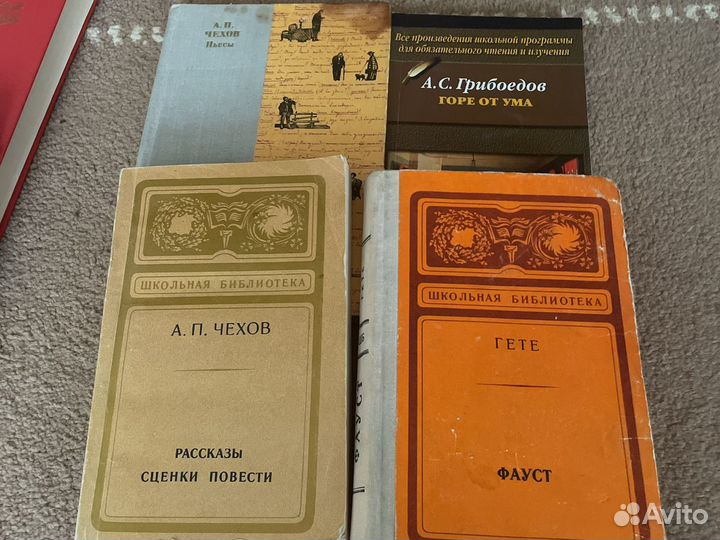 А. П.
ЧЕХОВ
Пьесы
Все произведения школьной программы
для обязательного чтения и изучения
А.С. Грибоедов
ГОРЕ ОТ УМА
ШКОЛЬНАЯ БИБЛИОТЕКА
А. П. ЧЕХОВ
РАССКАЗЫ
СЦЕНКИ ПОВЕСТИ
ФАУСТ
ШКОЛЬНАЯ БИБЛИОТЕКА
ГЕТЕ
ФАУСТ
Avito